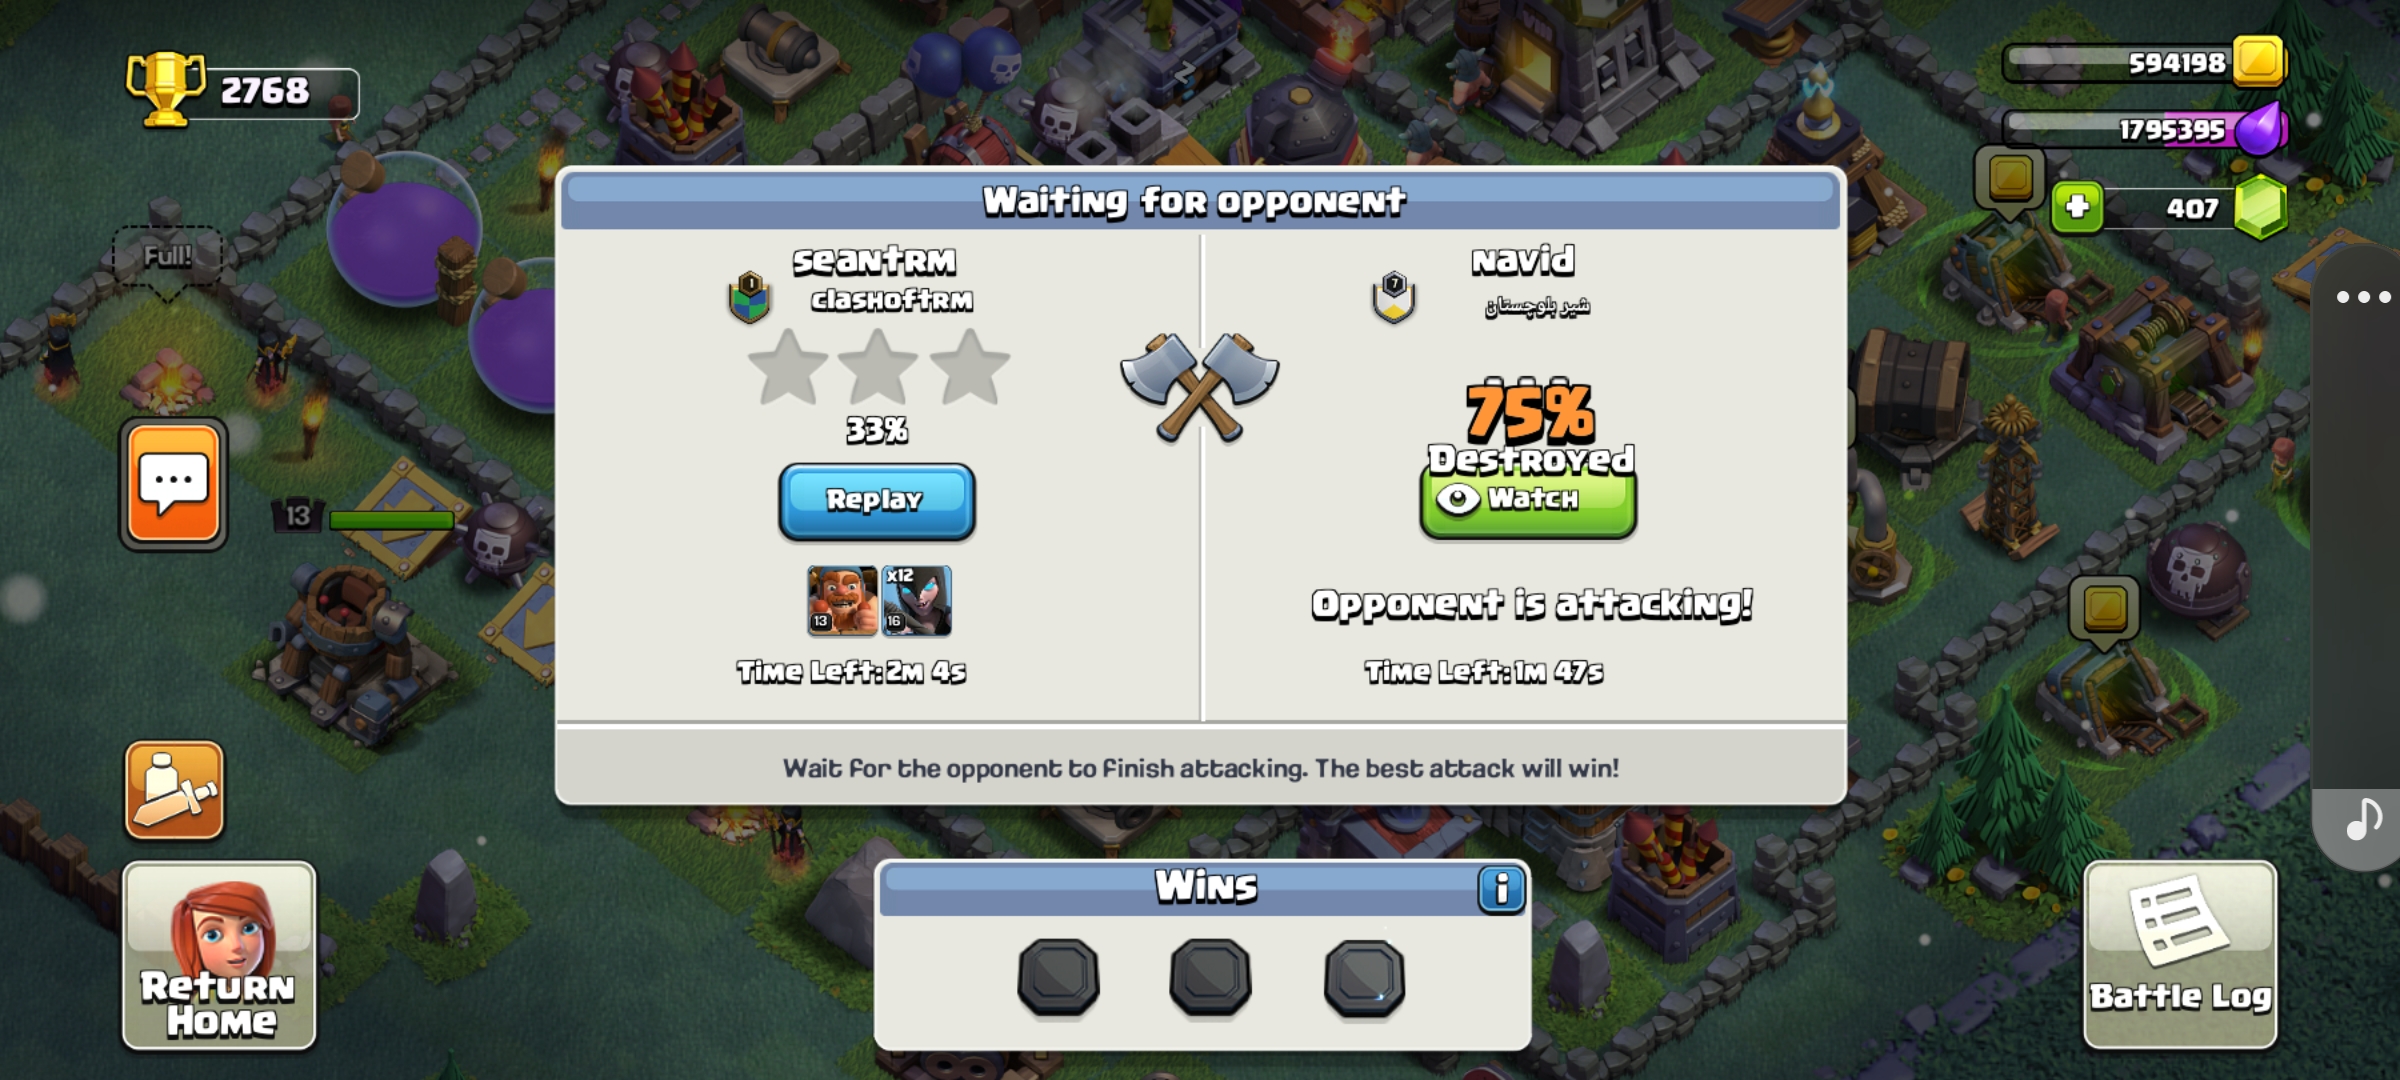 2768
594198
1795395
407
Full!
13
Waiting for opponent
seantrm
1
clashoftrm
33%
Replay
x12
13
16
Time Left: 2m 4s
Navid
7
شیر بلوچستان
75%
Destroyed
Watch
Opponent is attacking!
Time Left: 1m 47s
Wait for the opponent to finish attacking. The best attack will win!
Wins
i
Return
Home
Battle Log